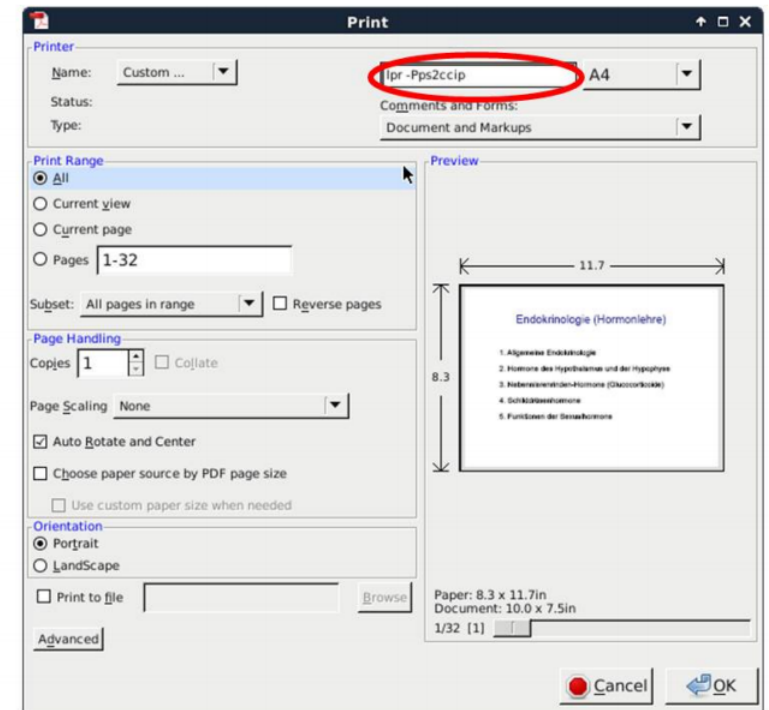 Print
Printer
Name: Custom ... lpr -Pps2ccip A4
Status: Comments and Forms:
Type: Document and Markups
Print Range
All
Current view
Current page
Pages 1-32
Subset: All pages in range Reverse pages
Page Handling
Copies 1 Collate
Page Scaling None
Auto Rotate and Center
Choose paper source by PDF page size
Use custom paper size when needed
Orientation
Portrait
LandScape
Print to file Browse
Advanced
Preview
11.7
8.3
Endokrinologie (Hormonlehre)
1. Allgemeine Endokrinologie
2. Hormone des Hypothalamus und der Hypophyse
3. Nebennierenrinden-Hormone (Glucocorticoide)
4. Schilddrüsenhormone
5. Funktionen der Sexualhormone
Paper: 8.3 x 11.7in
Document: 10.0 x 7.5in
1/32 [1]
Cancel OK